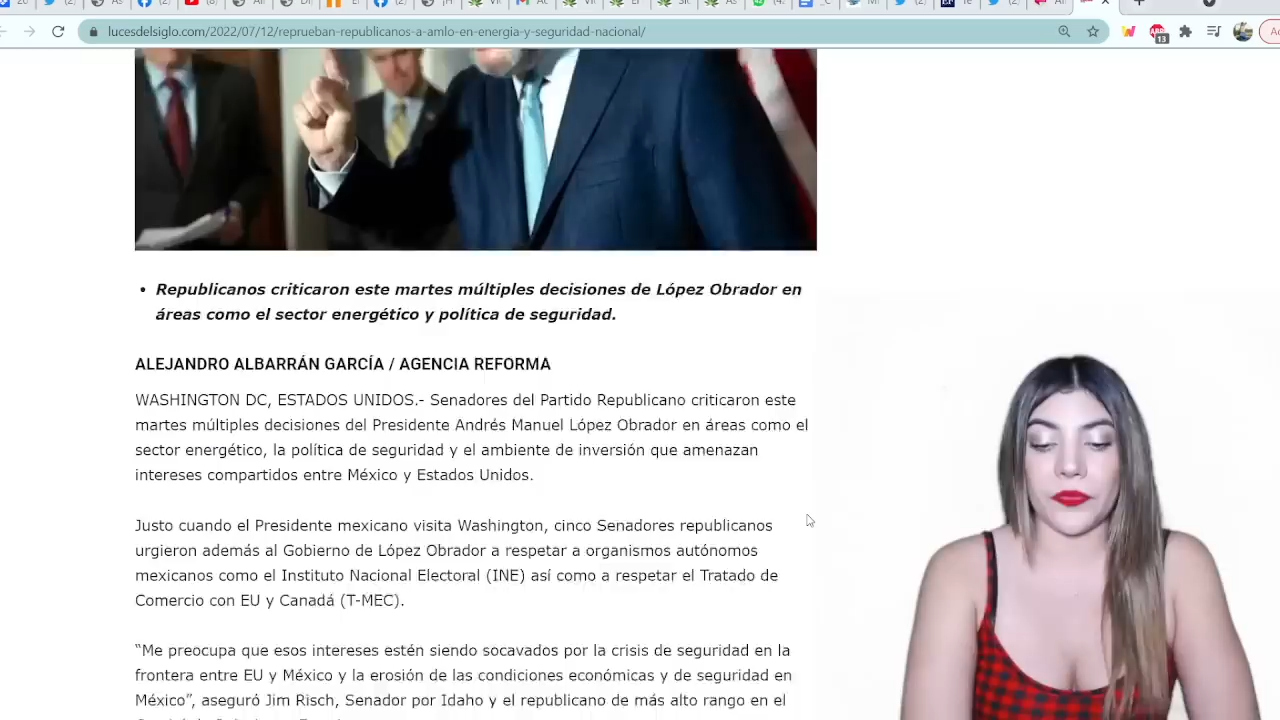 lucesdelsiglo.com/2022/07/12/reprueban-republicanos-a-amlo-en-energia-y-seguridad-nacional/
13
• Republicanos criticaron este martes múltiples decisiones de López Obrador en
áreas como el sector energético y política de seguridad.
ALEJANDRO ALBARRÁN GARCÍA / AGENCIA REFORMA
WASHINGTON DC, ESTADOS UNIDOS.- Senadores del Partido Republicano criticaron este
martes múltiples decisiones del Presidente Andrés Manuel López Obrador en áreas como el
sector energético, la política de seguridad y el ambiente de inversión que amenazan
intereses compartidos entre México y Estados Unidos.
Justo cuando el Presidente mexicano visita Washington, cinco Senadores republicanos
urgieron además al Gobierno de López Obrador a respetar a organismos autónomos
mexicanos como el Instituto Nacional Electoral (INE) así como a respetar el Tratado de
Comercio con EU y Canadá (T-MEC).
“Me preocupa que esos intereses estén siendo socavados por la crisis de seguridad en la
frontera entre EU y México y la erosión de las condiciones económicas y de seguridad en
México”, aseguró Jim Risch, Senador por Idaho y el republicano de más alto rango en el